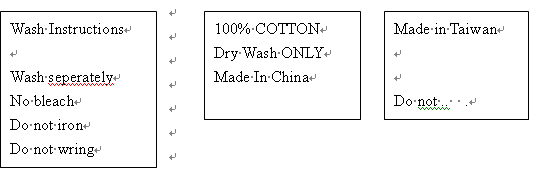 Wash Instructions
Wash seperately
No bleach
Do not iron
Do not wring
100% COTTON
Dry Wash ONLY
Made In China
Made in Taiwan
Do not .. . .